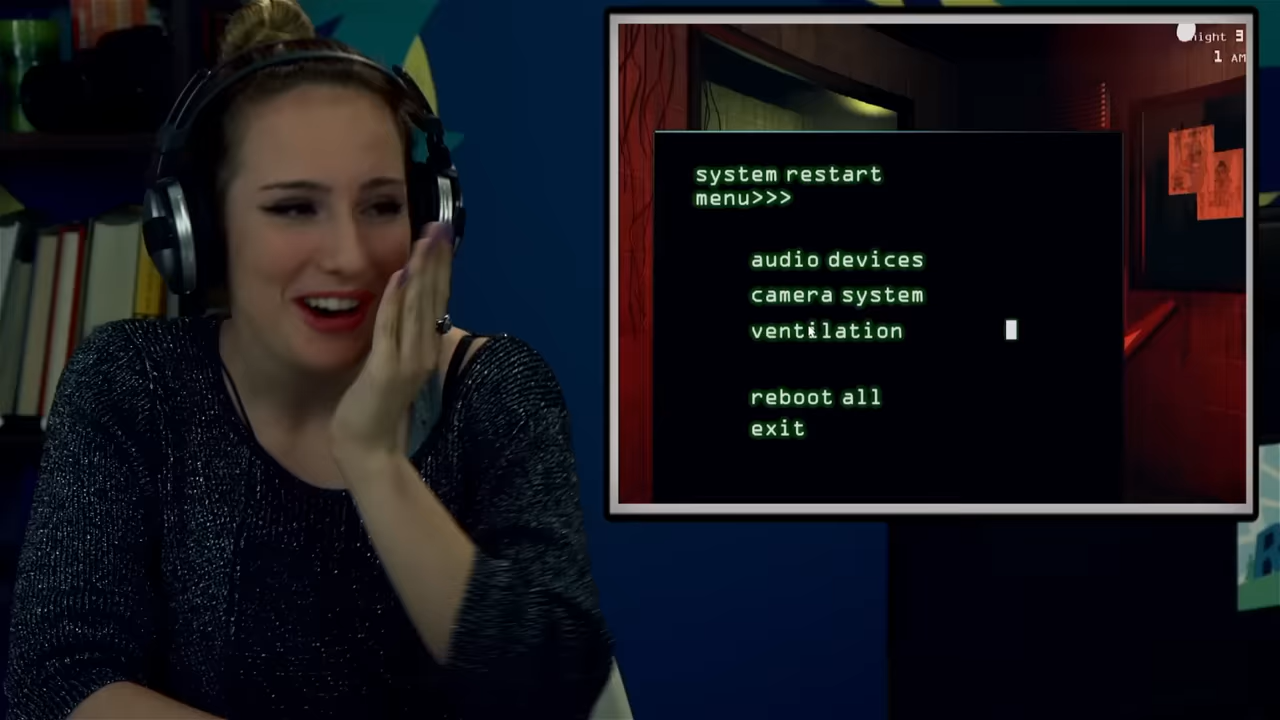 night 3
1 AM
system restart
menu>>>
audio devices
camera system
ventilation
reboot all
exit